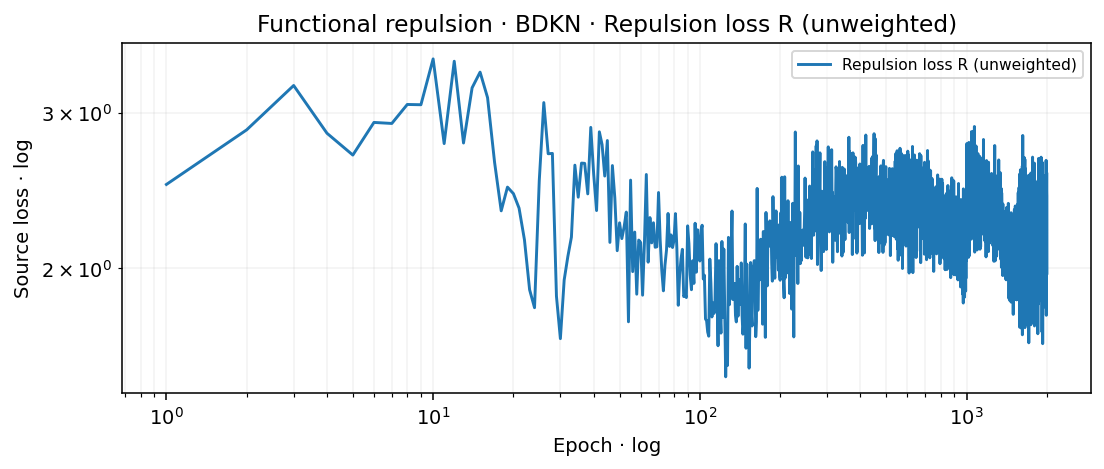 Functional repulsion · BDKN · Repulsion loss R (unweighted)
Repulsion loss R (unweighted)
Source loss · log
3 × 10⁰
2 × 10⁰
10⁰ 10¹ 10² 10³
Epoch · log